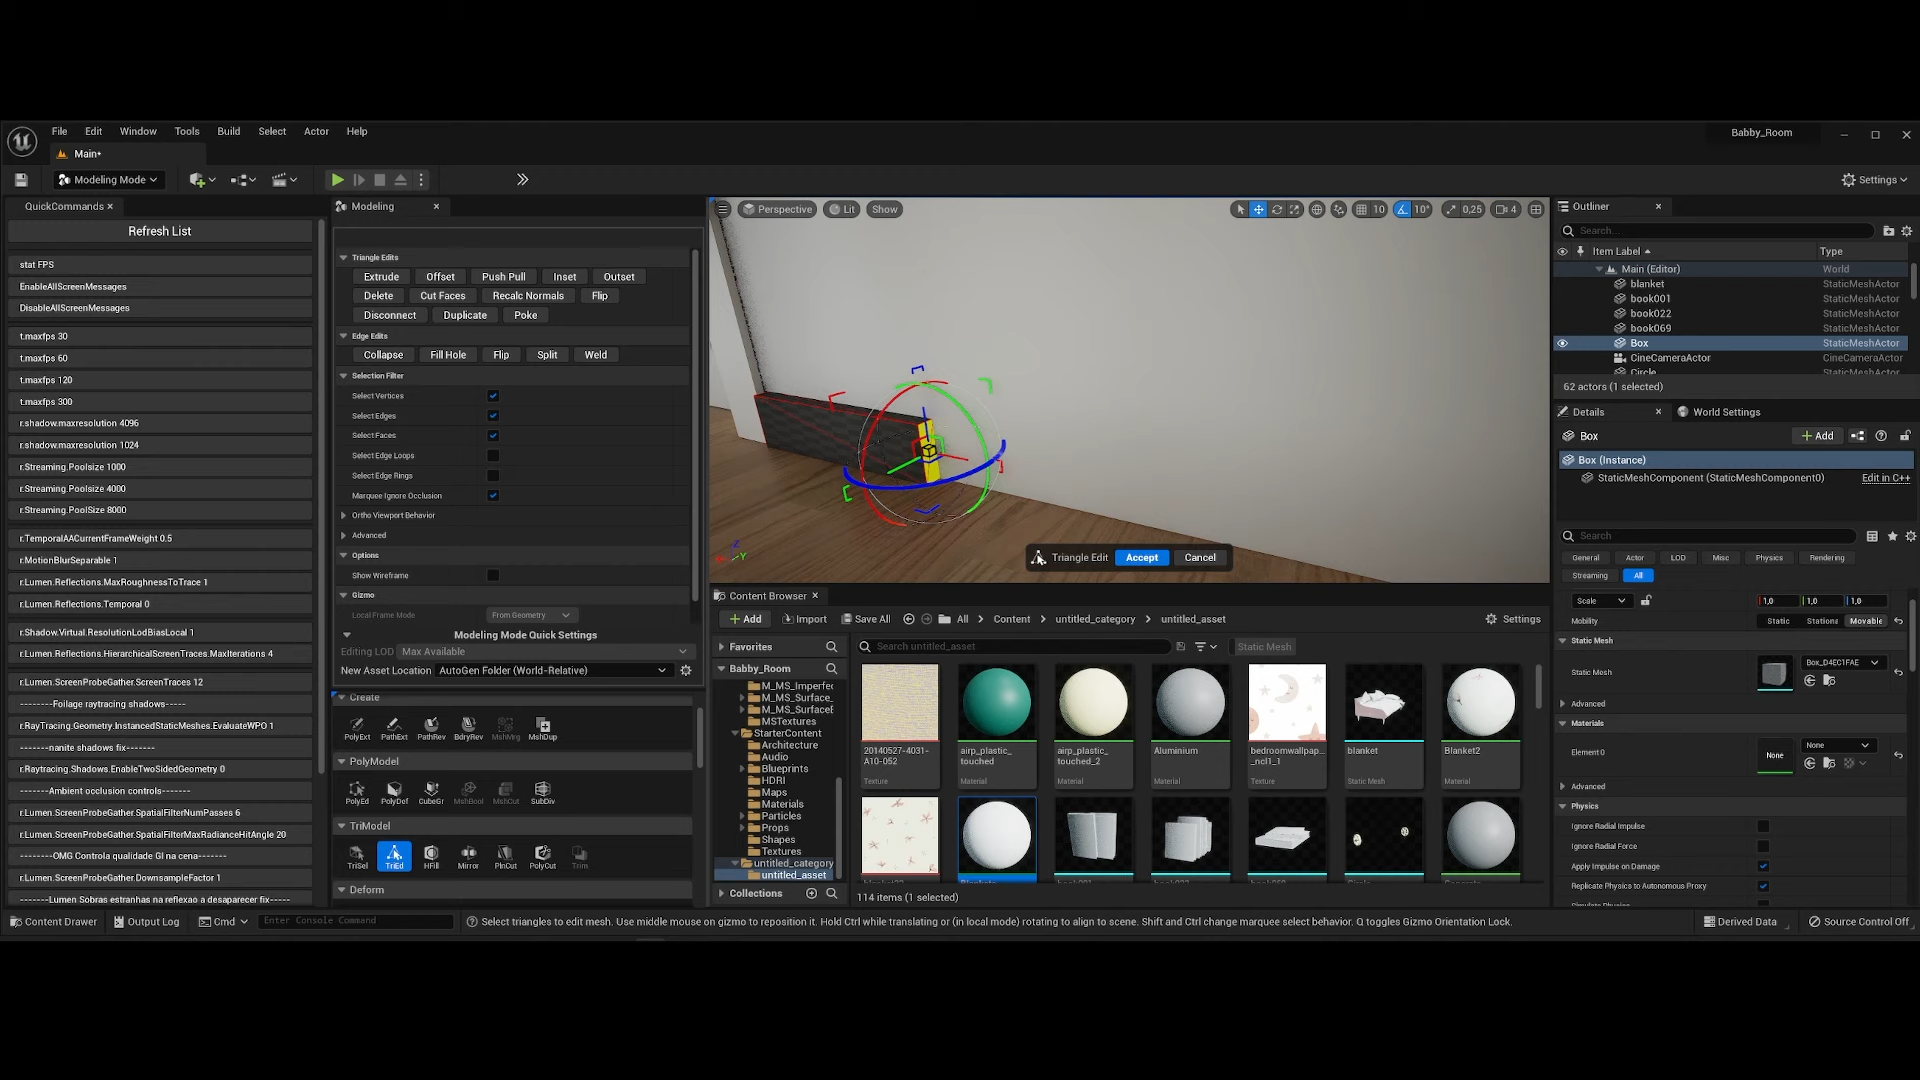 File Edit Window Tools Build Select Actor Help
Babby_Room
Main*
Modeling Mode
Settings
QuickCommands
Refresh List
stat FPS
EnableAllScreenMessages
DisableAllScreenMessages
t.maxfps 30
t.maxfps 60
t.maxfps 120
t.maxfps 300
r.shadow.maxresolution 4096
r.shadow.maxresolution 1024
r.Streaming.Poolsize 1000
r.Streaming.Poolsize 4000
r.Streaming.PoolSize 8000
r.TemporalAACurrentFrameWeight 0.5
r.MotionBlurSeparable 1
r.Lumen.Reflections.MaxRoughnessToTrace 1
r.Lumen.Reflections.Temporal 0
r.Shadow.Virtual.ResolutionLodBiasLocal 1
r.Lumen.Reflections.HierarchicalScreenTraces.MaxIterations 4
r.Lumen.ScreenProbeGather.ScreenTraces 12
--------Foliage raytracing shadows-----
r.RayTracing.Geometry.InstancedStaticMeshes.EvaluateWPO 1
-------nanite shadows fix-------
r.Raytracing.Shadows.EnableTwoSidedGeometry 0
-------Ambient occlusion controls-------
r.Lumen.ScreenProbeGather.SpatialFilterNumPasses 6
r.Lumen.ScreenProbeGather.SpatialFilterMaxRadianceHitAngle 20
--------OMG Controla qualidade GI na cena-------
r.Lumen.ScreenProbeGather.DownsampleFactor 1
-------Lumen Sobras estranhas na reflexao a desaparecer fix-----
Modeling
Triangle Edits
Extrude Offset Push Pull Inset Outset
Delete Cut Faces Recalc Normals Flip
Disconnect Duplicate Poke
Edge Edits
Collapse Fill Hole Flip Split Weld
Selection Filter
Select Vertices
Select Edges
Select Faces
Select Edge Loops
Select Edge Rings
Marquee Ignore Occlusion
Ortho Viewport Behavior
Advanced
Options
Show Wireframe
Gizmo
Local Frame Mode From Geometry
Modeling Mode Quick Settings
Editing LOD Max Available
New Asset Location AutoGen Folder (World-Relative)
Create
PolyExt PathExt PathRev BdryRev MshMrg MshDup
PolyModel
PolyEd PolyDef CubeGr MshBool MshCut SubDiv
TriModel
TriSel TriEd HFill Mirror PlnCut PolyCut Trim
Deform
Perspective Lit Show
10 10° 0,25 4
Z
Y
Triangle Edit Accept Cancel
Content Browser
Add Import Save All All Content untitled_category untitled_asset Settings
Favorites
Search untitled_asset
Static Mesh
Babby_Room
M_MS_Imperfec
M_MS_Surface_
M_MS_SurfaceE
MSTextures
StarterContent
Architecture
Audio
Blueprints
HDRI
Maps
Materials
Particles
Props
Shapes
Textures
untitled_category
untitled_asset
Collections
20140527-4031-A10-052
Texture
airp_plastic_touched
Material
airp_plastic_touched_2
Material
Aluminium
Material
bedroomwallpap_ncl1_1
Texture
blanket
Static Mesh
Blanket2
Material
114 items (1 selected)
Outliner
Search...
Item Label Type
Main (Editor) World
blanket StaticMeshActor
book001 StaticMeshActor
book022 StaticMeshActor
book069 StaticMeshActor
Box StaticMeshActor
CineCameraActor CineCameraActor
Circle StaticMeshActor
62 actors (1 selected)
Details World Settings
Box Add
Box (Instance)
StaticMeshComponent (StaticMeshComponent0) Edit in C++
Search
General Actor LOD Misc Physics Rendering
Streaming All
Scale 1,0 1,0 1,0
Mobility Static Stationa Movable
Static Mesh
Static Mesh Box_D4EC1FAE
Advanced
Materials
Element 0 None None
Advanced
Physics
Ignore Radial Impulse
Ignore Radial Force
Apply Impulse on Damage
Replicate Physics to Autonomous Proxy
Content Drawer Output Log Cmd Enter Console Command Select triangles to edit mesh. Use middle mouse on gizmo to reposition it. Hold Ctrl while translating or (in local mode) rotating to align to scene. Shift and Ctrl change marquee select behavior. Q toggles Gizmo Orientation Lock. Derived Data Source Control Off